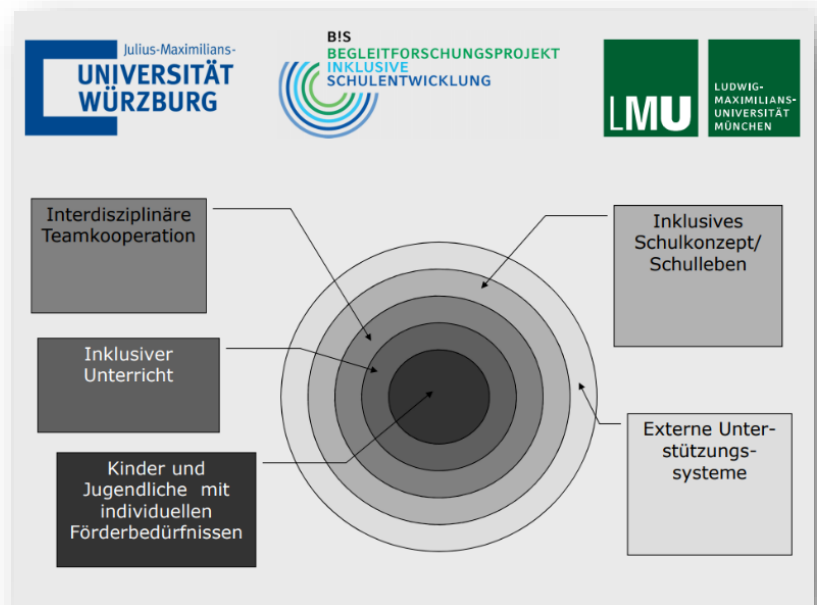 Julius-Maximilians-
UNIVERSITÄT
WÜRZBURG
B!S
BEGLEITFORSCHUNGSPROJEKT
INKLUSIVE
SCHULENTWICKLUNG
LMU
LUDWIG-
MAXIMILIANS-
UNIVERSITÄT
MÜNCHEN
Interdisziplinäre
Teamkooperation
Inklusives
Schulkonzept/
Schulleben
Inklusiver
Unterricht
Externe Unter-
stützungs-
systeme
Kinder und
Jugendliche mit
individuellen
Förderbedürfnissen